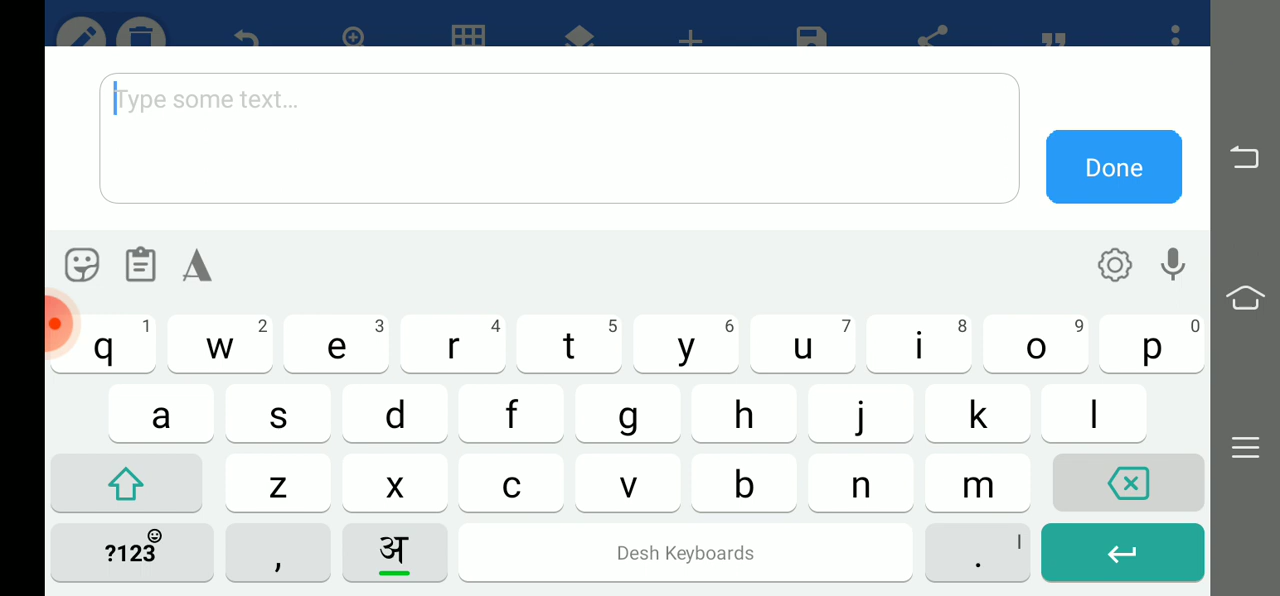 Type some text...
Done
q 1 w 2 e 3 r 4 t 5 y 6 u 7 i 8 o 9 p 0
a s d f g h j k l
z x c v b n m
?123 , अ Desh Keyboards . |